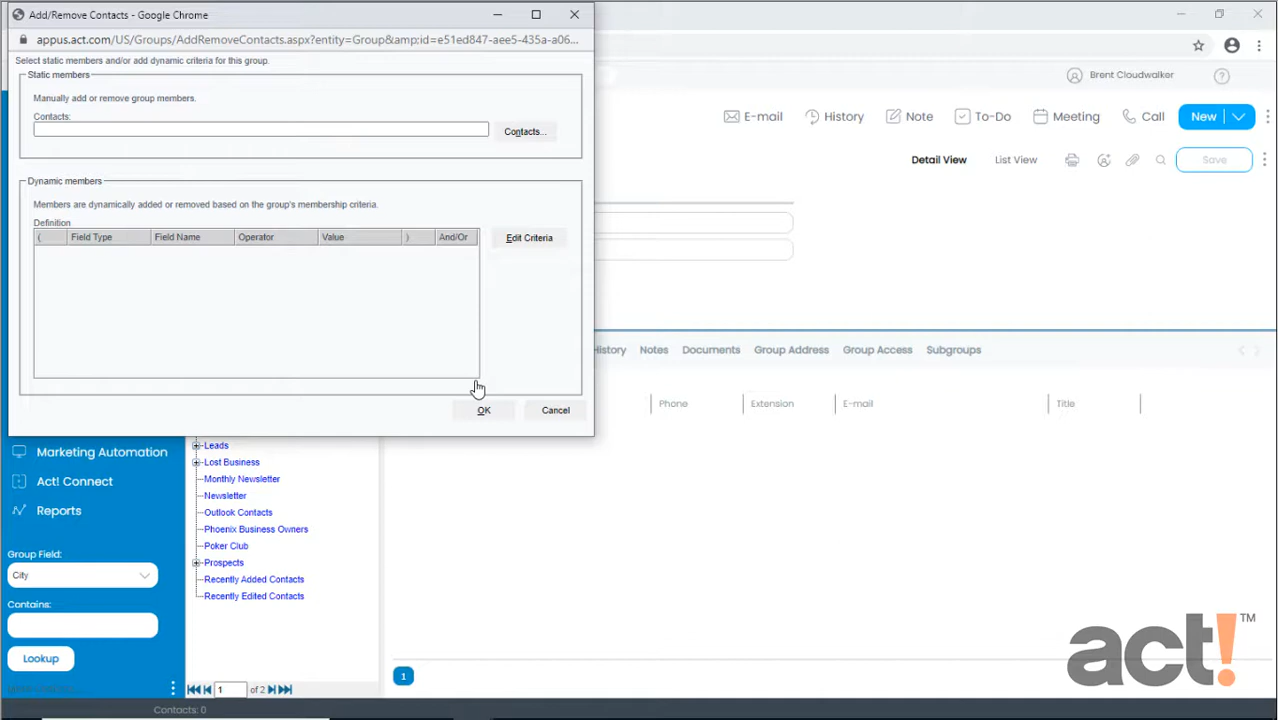 Add/Remove Contacts - Google Chrome
appus.act.com/US/Groups/AddRemoveContacts.aspx?entity=Group&amp;id=e51ed847-aee5-435a-a06...
Select static members and/or add dynamic criteria for this group.
Static members
Manually add or remove group members.
Contacts:
Contacts...
Dynamic members
Members are dynamically added or removed based on the group's membership criteria.
Definition
( Field Type Field Name Operator Value ) And/Or
Edit Criteria
OK Cancel
Brent Cloudwalker ?
E-mail History Note To-Do Meeting Call New
Detail View List View Save
History Notes Documents Group Address Group Access Subgroups
Phone Extension E-mail Title
Marketing Automation
Act! Connect
Reports
Group Field:
City
Contains:
Lookup
Leads
Lost Business
Monthly Newsletter
Newsletter
Outlook Contacts
Phoenix Business Owners
Poker Club
Prospects
Recently Added Contacts
Recently Edited Contacts
1 of 2
1
act!™
Contacts: 0